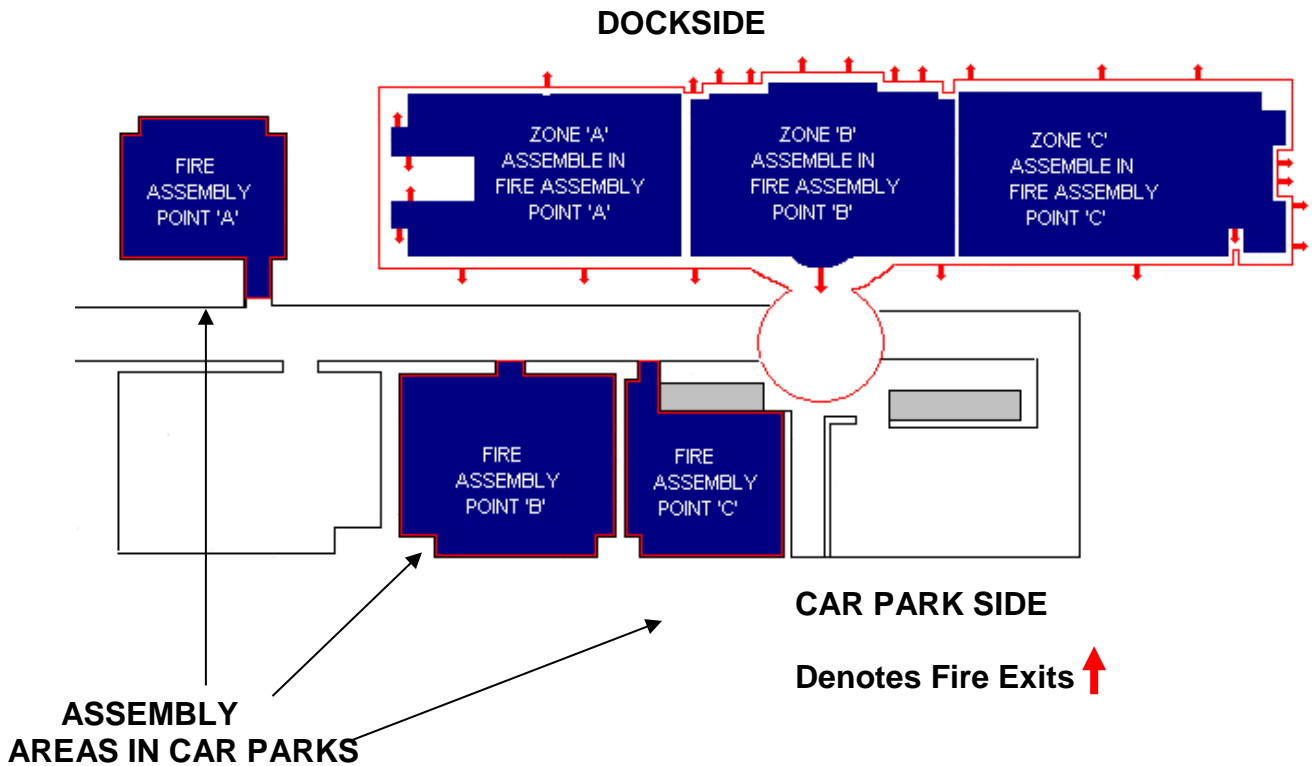 DOCKSIDE
ZONE 'A'
ASSEMBLE IN
FIRE ASSEMBLY
POINT 'A'
ZONE 'B'
ASSEMBLE IN
FIRE ASSEMBLY
POINT 'B'
ZONE 'C'
ASSEMBLE IN
FIRE ASSEMBLY
POINT 'C'
FIRE
ASSEMBLY
POINT 'A'
FIRE
ASSEMBLY
POINT 'B'
FIRE
ASSEMBLY
POINT 'C'
CAR PARK SIDE
Denotes Fire Exits
ASSEMBLY
AREAS IN CAR PARKS